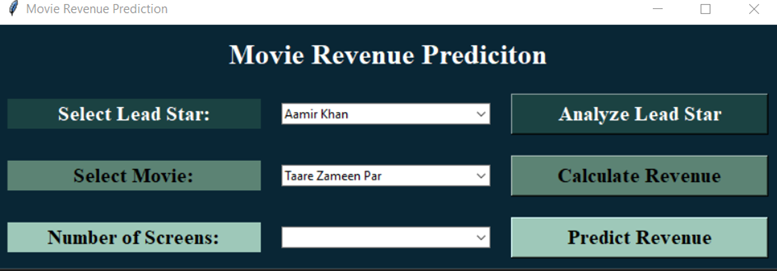 Movie Revenue Prediction
Movie Revenue Prediciton
Select Lead Star: Aamir Khan Analyze Lead Star
Select Movie: Taare Zameen Par Calculate Revenue
Number of Screens: Predict Revenue